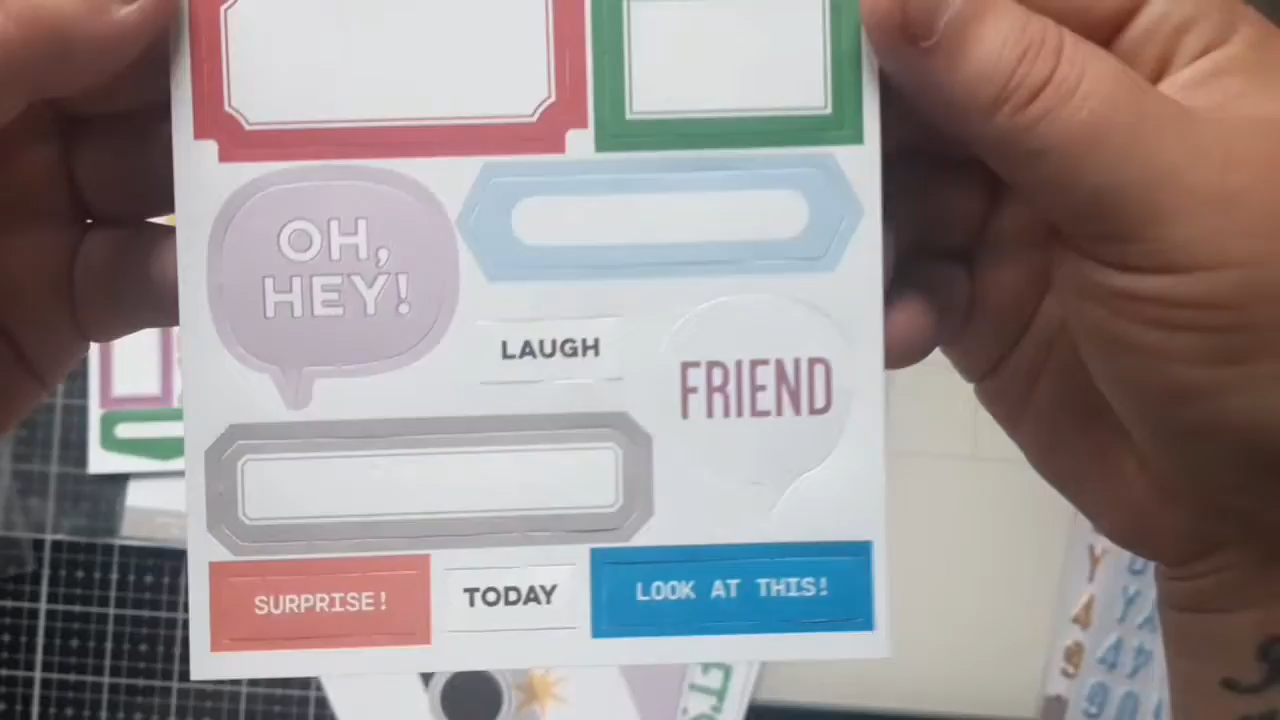 OH,
HEY!
LAUGH
FRIEND
SURPRISE!
TODAY
LOOK AT THIS!